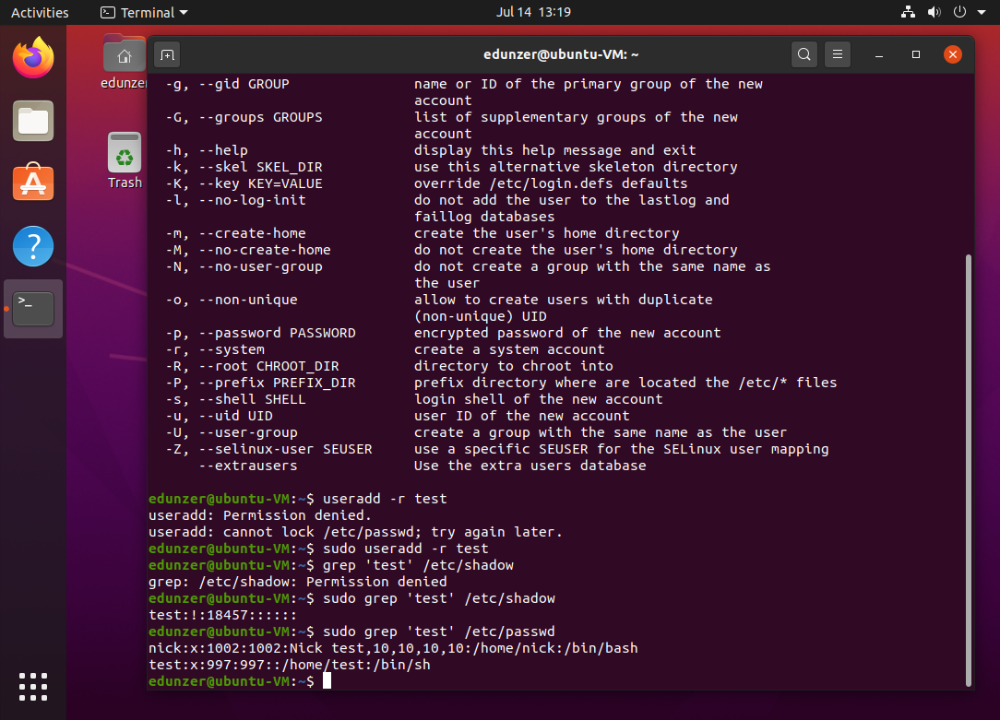 Activities
Terminal
Jul 14 13:19
edunzer@ubuntu-VM: ~
edunze
Trash
-g, --gid GROUP name or ID of the primary group of the new
account
-G, --groups GROUPS list of supplementary groups of the new
account
-h, --help display this help message and exit
-k, --skel SKEL_DIR use this alternative skeleton directory
-K, --key KEY=VALUE override /etc/login.defs defaults
-l, --no-log-init do not add the user to the lastlog and
faillog databases
-m, --create-home create the user's home directory
-M, --no-create-home do not create the user's home directory
-N, --no-user-group do not create a group with the same name as
the user
-o, --non-unique allow to create users with duplicate
(non-unique) UID
-p, --password PASSWORD encrypted password of the new account
-r, --system create a system account
-R, --root CHROOT_DIR directory to chroot into
-P, --prefix PREFIX_DIR prefix directory where are located the /etc/* files
-s, --shell SHELL login shell of the new account
-u, --uid UID user ID of the new account
-U, --user-group create a group with the same name as the user
-Z, --selinux-user SEUSER use a specific SEUSER for the SELinux user mapping
--extrausers Use the extra users database
edunzer@ubuntu-VM:~$ useradd -r test
useradd: Permission denied.
useradd: cannot lock /etc/passwd; try again later.
edunzer@ubuntu-VM:~$ sudo useradd -r test
edunzer@ubuntu-VM:~$ grep 'test' /etc/shadow
grep: /etc/shadow: Permission denied
edunzer@ubuntu-VM:~$ sudo grep 'test' /etc/shadow
test:!:18457::::::
edunzer@ubuntu-VM:~$ sudo grep 'test' /etc/passwd
nick:x:1002:1002:Nick test,10,10,10,10:/home/nick:/bin/bash
test:x:997:997::/home/test:/bin/sh
edunzer@ubuntu-VM:~$